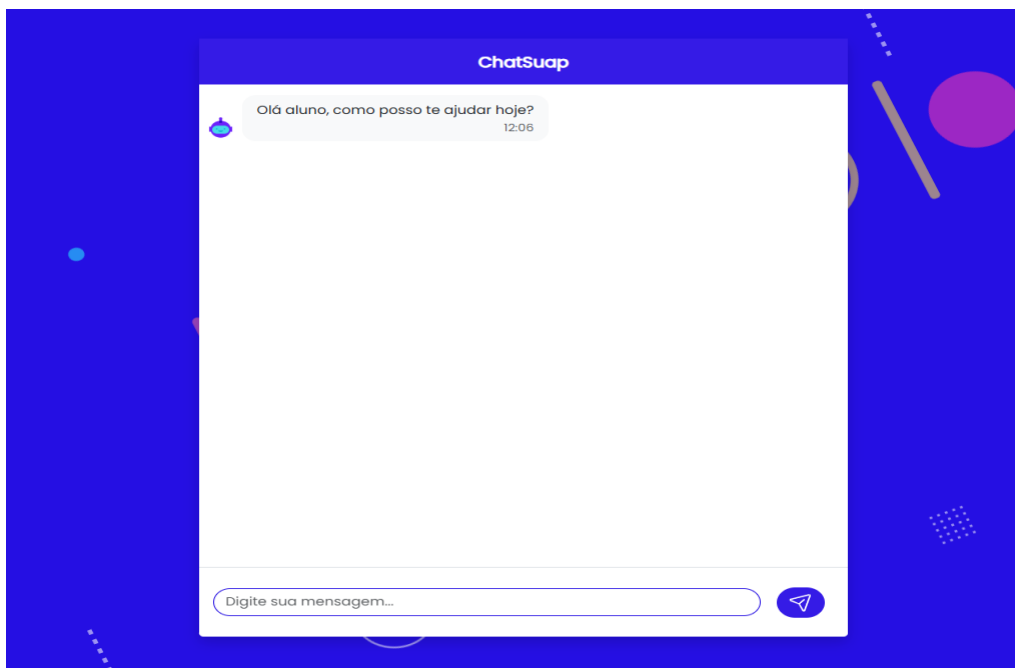 ChatSuap
Olá aluno, como posso te ajudar hoje?
12:06
Digite sua mensagem...